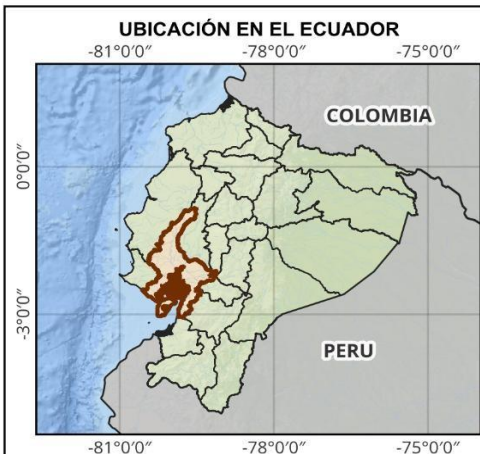 UBICACIÓN EN EL ECUADOR
-81°0′0″ -78°0′0″ -75°0′0″
COLOMBIA
0°0′0″
-3°0′0″
PERU
-81°0′0″ -78°0′0″ -75°0′0″